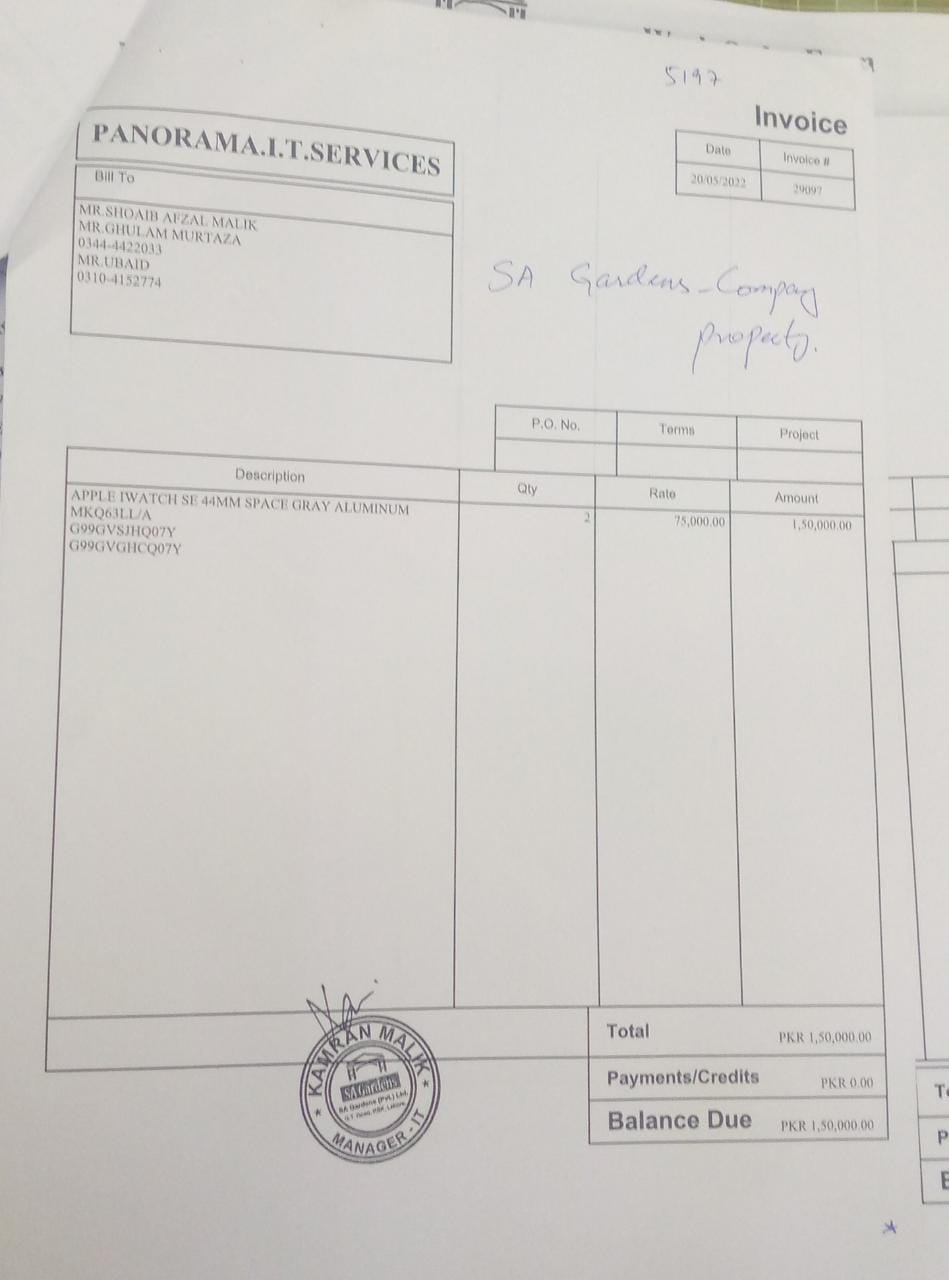 5197
Invoice
PANORAMA.I.T.SERVICES
Date Invoice #
20/05/2022 29097
Bill To
MR.SHOAIB AFZAL MALIK
MR.GHULAM MURTAZA
0344-4422033
MR.UBAID
0310-4152774
SA Gardens - Company
property.
P.O. No. Terms Project
Description Qty Rate Amount
APPLE IWATCH SE 44MM SPACE GRAY ALUMINUM 2 75,000.00 1,50,000.00
MKQ63LL/A
G99GVSJHQ07Y
G99GVGHCQ07Y
Total PKR 1,50,000.00
Payments/Credits PKR 0.00
Balance Due PKR 1,50,000.00
KAMRAN MALIK
SA Gardens
SA Gardens (Pvt.) Ltd.
MANAGER - IT